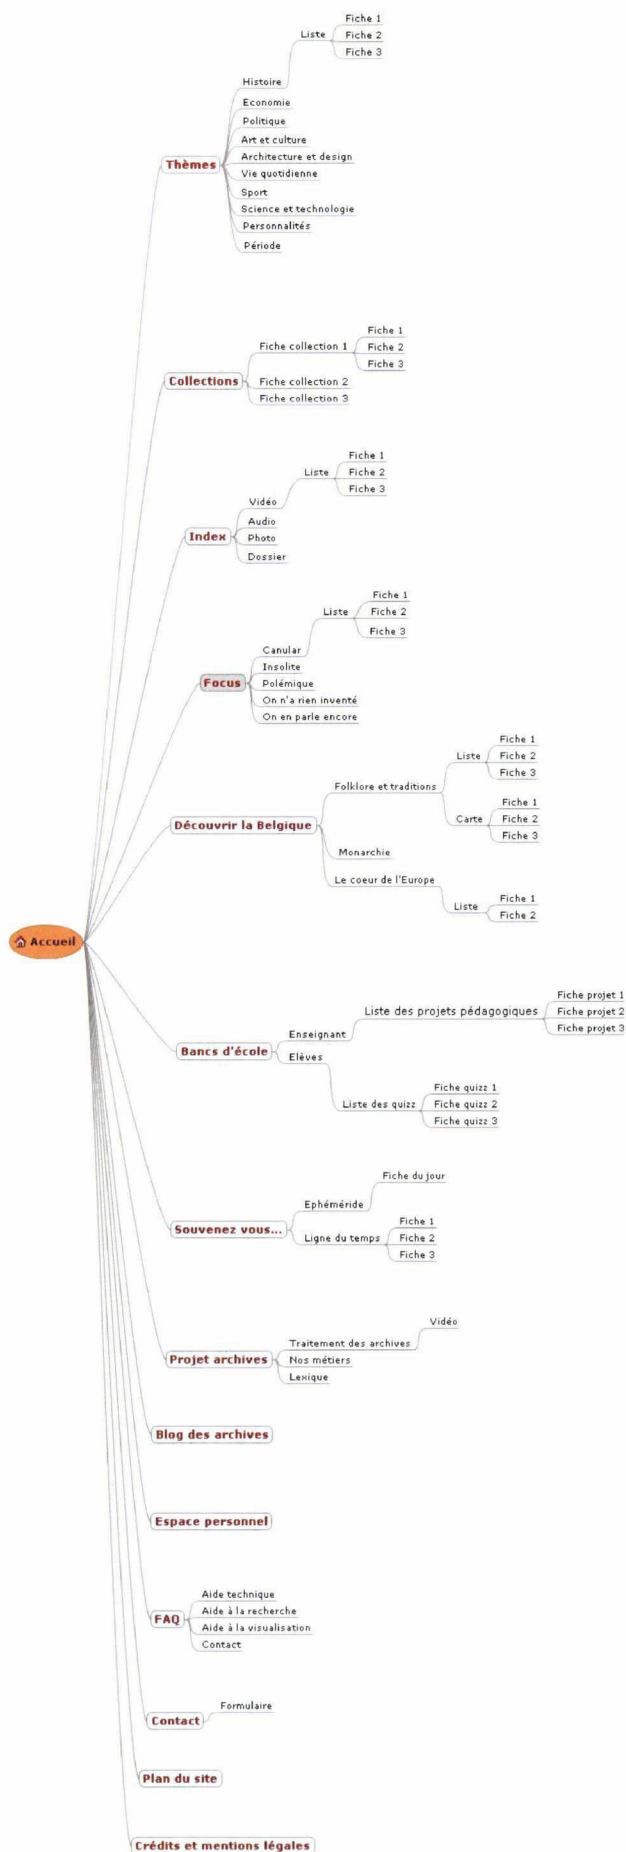 Fiche 1
Liste
Fiche 2
Fiche 3
Histoire
Economie
Politique
Art et culture
Architecture et design
Thèmes
Vie quotidienne
Sport
Science et technologie
Personnalités
Période
Fiche 1
Fiche collection 1
Fiche 2
Fiche 3
Collections
Fiche collection 2
Fiche collection 3
Fiche 1
Liste
Fiche 2
Fiche 3
Vidéo
Audio
Index
Photo
Dossier
Fiche 1
Liste
Fiche 2
Fiche 3
Canular
Insolite
Focus
Polémique
On n'a rien inventé
On en parle encore
Fiche 1
Liste
Fiche 2
Fiche 3
Folklore et traditions
Fiche 1
Carte
Fiche 2
Fiche 3
Découvrir la Belgique
Monarchie
Le coeur de l'Europe
Fiche 1
Liste
Fiche 2
Accueil
Fiche projet 1
Liste des projets pédagogiques
Fiche projet 2
Fiche projet 3
Enseignant
Bancs d'école
Elèves
Fiche quizz 1
Liste des quizz
Fiche quizz 2
Fiche quizz 3
Fiche du jour
Ephéméride
Souvenez vous...
Fiche 1
Ligne du temps
Fiche 2
Fiche 3
Vidéo
Traitement des archives
Projet archives
Nos métiers
Lexique
Blog des archives
Espace personnel
Aide technique
Aide à la recherche
FAQ
Aide à la visualisation
Contact
Formulaire
Contact
Plan du site
Crédits et mentions légales